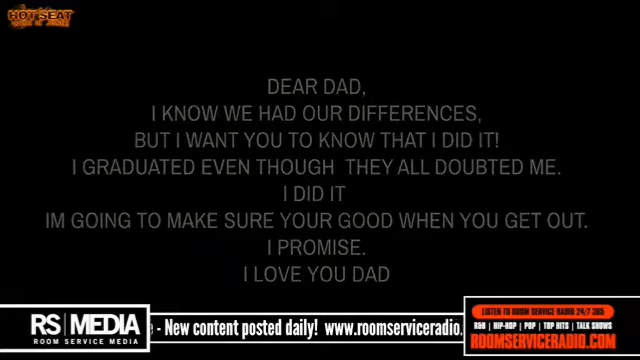 HOT SEAT
DEAR DAD,
I KNOW WE HAD OUR DIFFERENCES,
BUT I WANT YOU TO KNOW THAT I DID IT!
I GRADUATED EVEN THOUGH THEY ALL DOUBTED ME.
I DID IT
IM GOING TO MAKE SURE YOUR GOOD WHEN YOU GET OUT.
I PROMISE.
I LOVE YOU DAD
RS MEDIA
ROOM SERVICE MEDIA
e - New content posted daily! www.roomserviceradio.
LISTEN TO ROOM SERVICE RADIO 24/7 365
R&B | HIP-HOP | POP | TOP HITS | TALK SHOWS
ROOMSERVICERADIO.COM